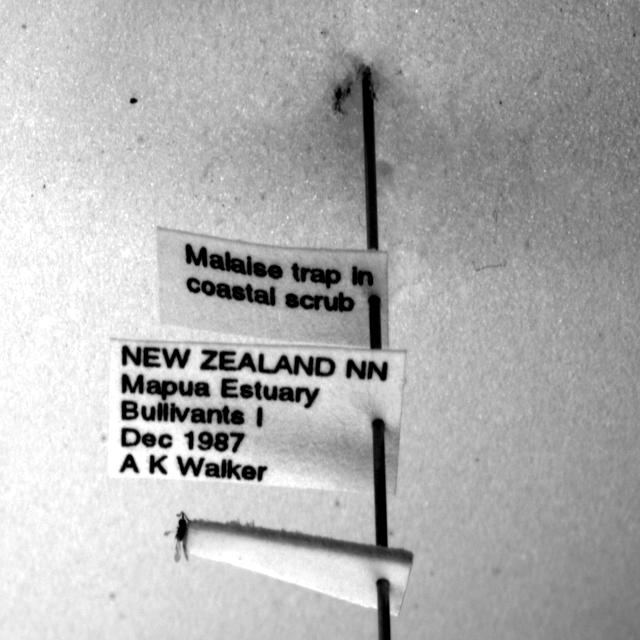 Malaise trap in
coastal scrub
NEW ZEALAND NN
Mapua Estuary
Bullivants I
Dec 1987
A K Walker